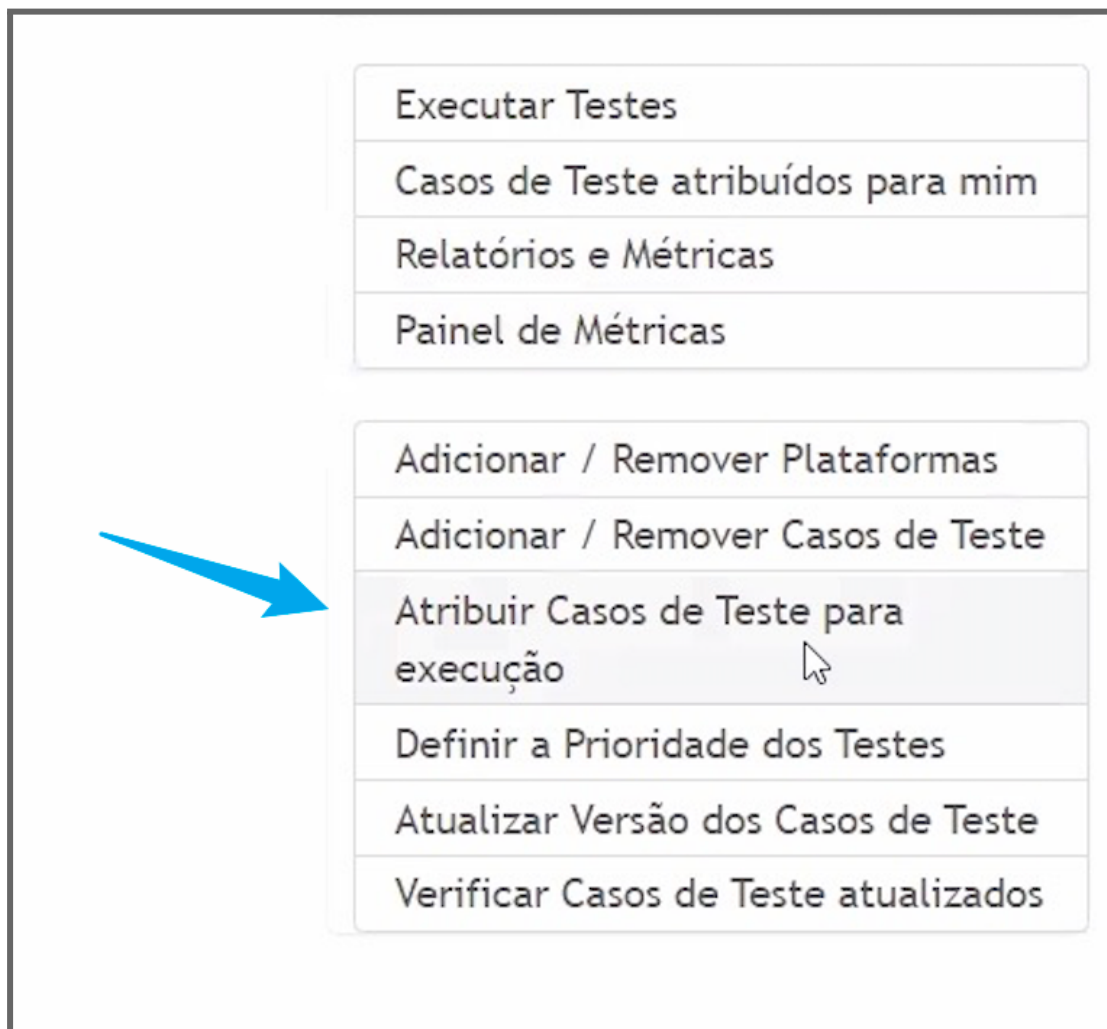 Executar Testes
Casos de Teste atribuídos para mim
Relatórios e Métricas
Painel de Métricas
Adicionar / Remover Plataformas
Adicionar / Remover Casos de Teste
Atribuir Casos de Teste para
execução
Definir a Prioridade dos Testes
Atualizar Versão dos Casos de Teste
Verificar Casos de Teste atualizados